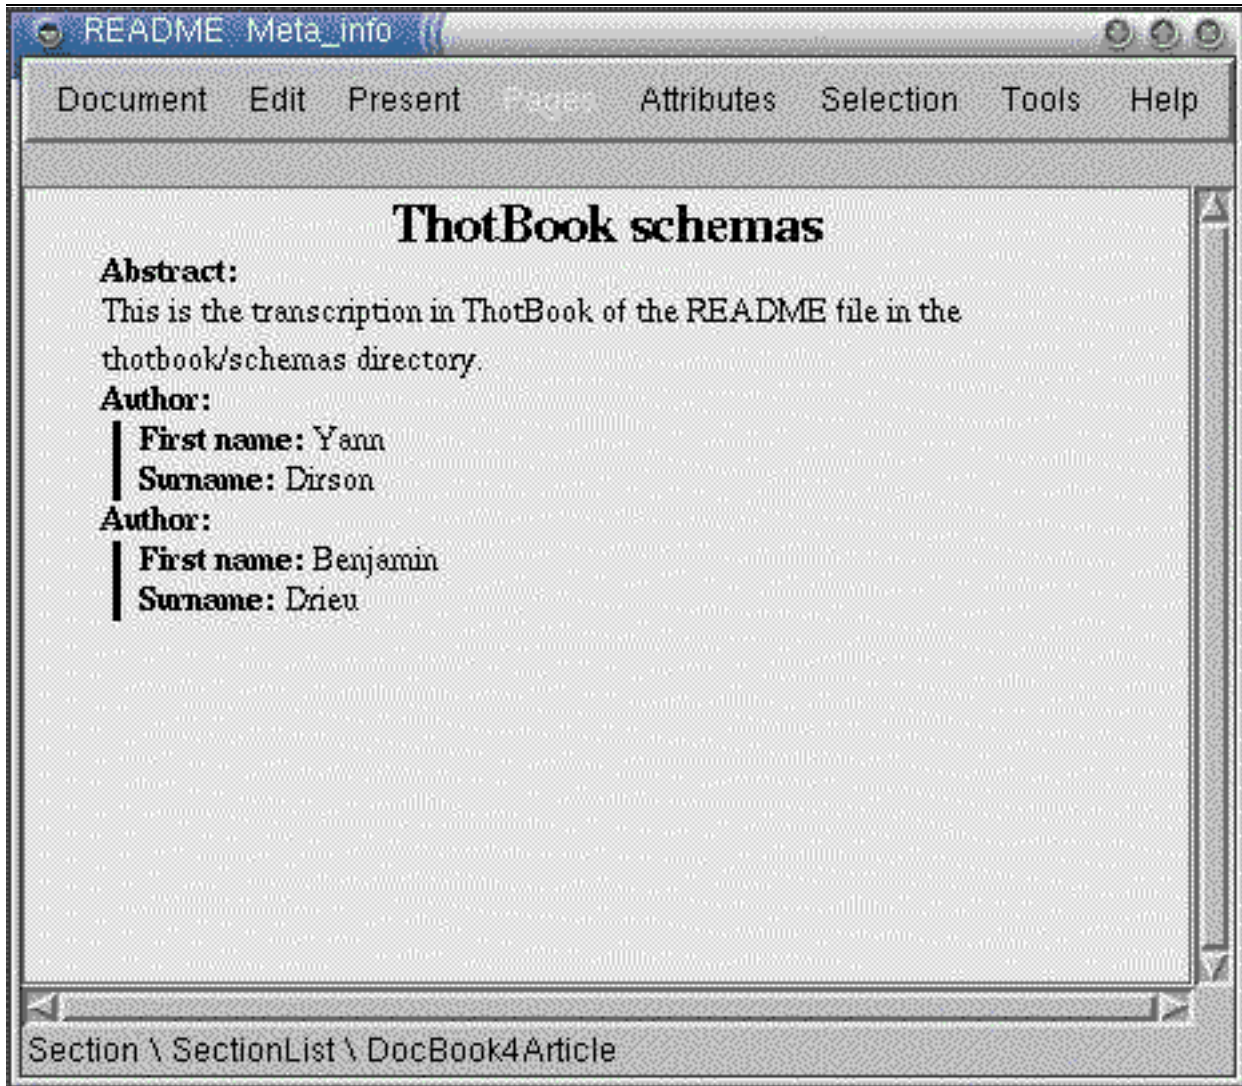 README Meta_info
Document Edit Present Pages Attributes Selection Tools Help
ThotBook schemas
Abstract:
This is the transcription in ThotBook of the README file in the
thotbook/schemas directory.
Author:
First name: Yann
Surname: Dirson
Author:
First name: Benjamin
Surname: Drieu
Section \ SectionList \ DocBook4Article